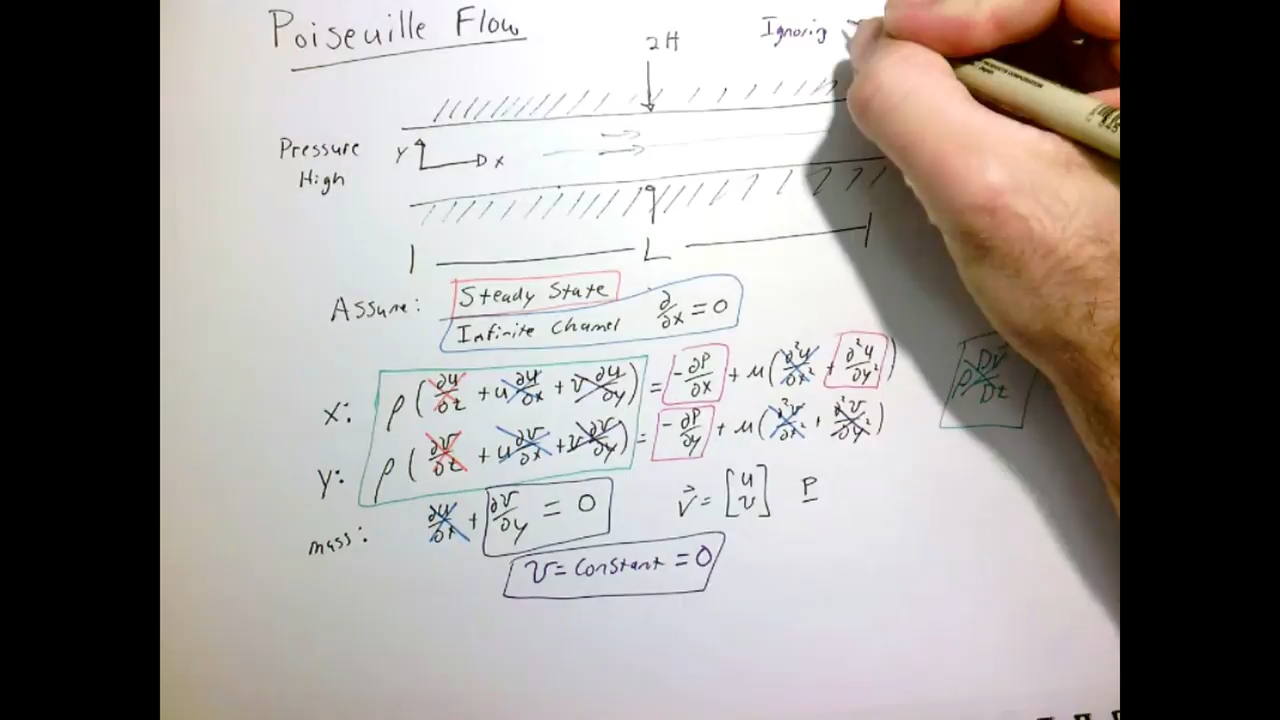 Poiseuille Flow
2H
Ignoring
Pressure
High
Y
X
L
Assume:
Steady State
Infinite Channel ∂/∂x = 0
X: ρ(∂u/∂t + u ∂u/∂x + v ∂u/∂y) = -∂P/∂x + μ(∂²u/∂x² + ∂²u/∂y²)
Y: ρ(∂v/∂t + u ∂v/∂x + v ∂v/∂y) = -∂P/∂y + μ(∂²v/∂x² + ∂²v/∂y²)
ρ Dv⃗/Dt
mass: ∂u/∂x + ∂v/∂y = 0
v⃗ = [u v] P
v = Constant = 0